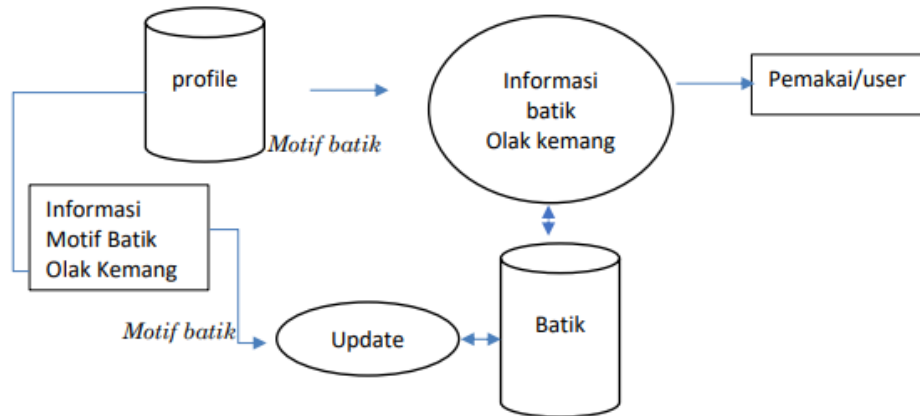 profile
Motif batik
Informasi
batik
Olak kemang
Pemakai/user
Informasi
Motif Batik
Olak Kemang
Motif batik
Update
Batik